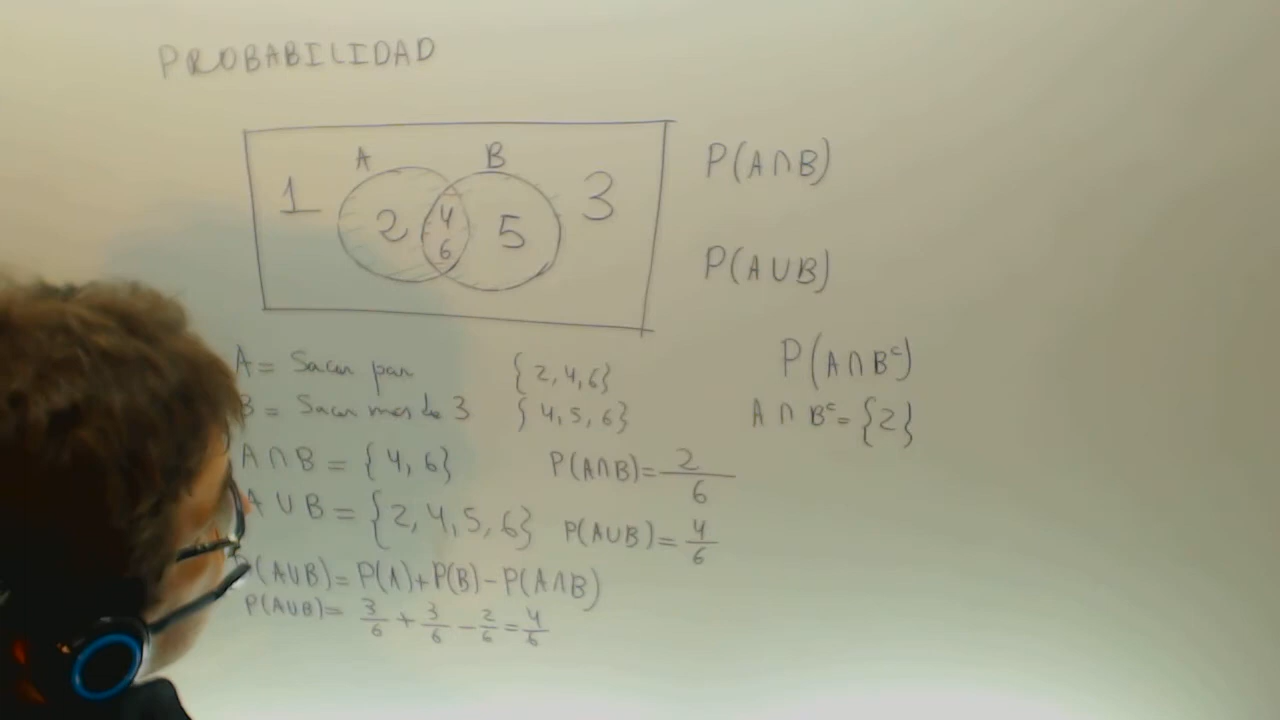 PROBABILIDAD
A B
1 2 4 5 3
6
P(A∩B)
P(A∪B)
A = Sacar par {2,4,6}
B = Sacar mas de 3 {4,5,6}
A∩B = {4,6} P(A∩B)=2/6
A∪B = {2,4,5,6} P(A∪B)=4/6
P(A∪B)=P(A)+P(B)-P(A∩B)
P(A∪B)= 3/6 + 3/6 - 2/6 = 4/6
P(A∩Bᶜ)
A∩Bᶜ={2}